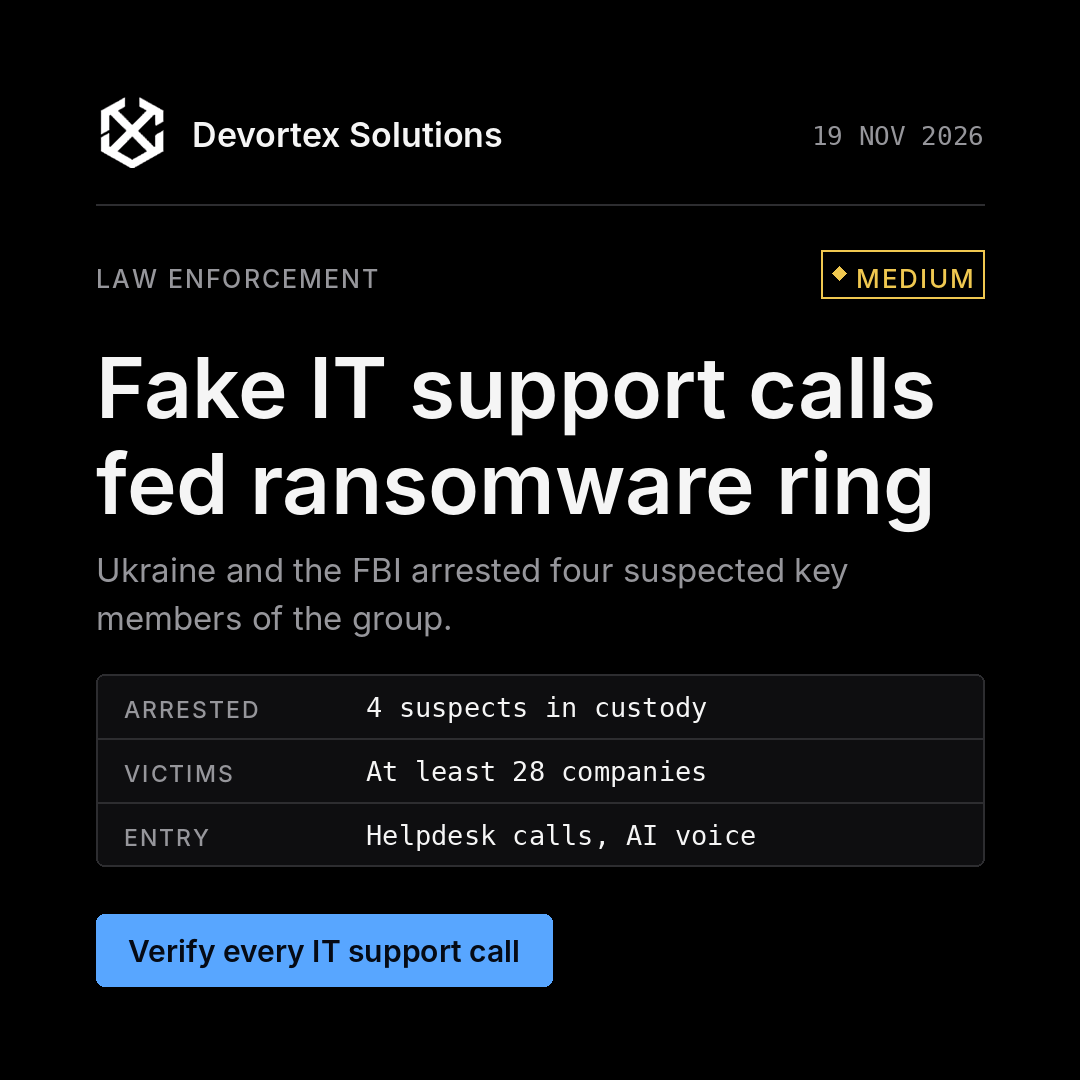 Devortex Solutions
19 NOV 2026
LAW ENFORCEMENT
MEDIUM
Fake IT support calls
fed ransomware ring
Ukraine and the FBI arrested four suspected key
members of the group.
ARRESTED 4 suspects in custody
VICTIMS At least 28 companies
ENTRY Helpdesk calls, AI voice
Verify every IT support call